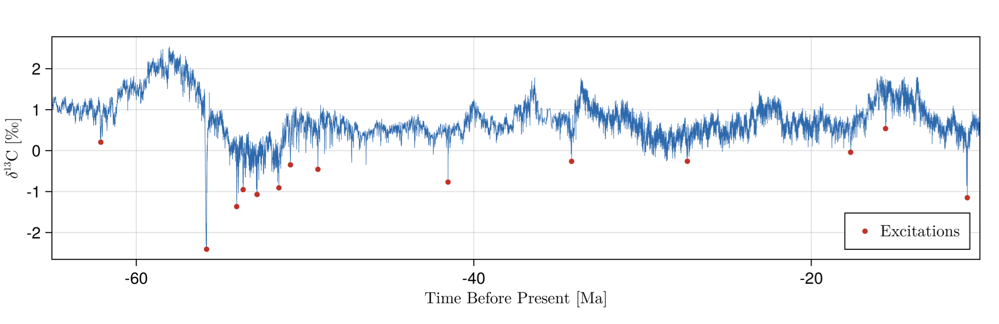 δ¹³C [‰]
2
1
0
-1
-2
Excitations
-60
-40
-20
Time Before Present [Ma]